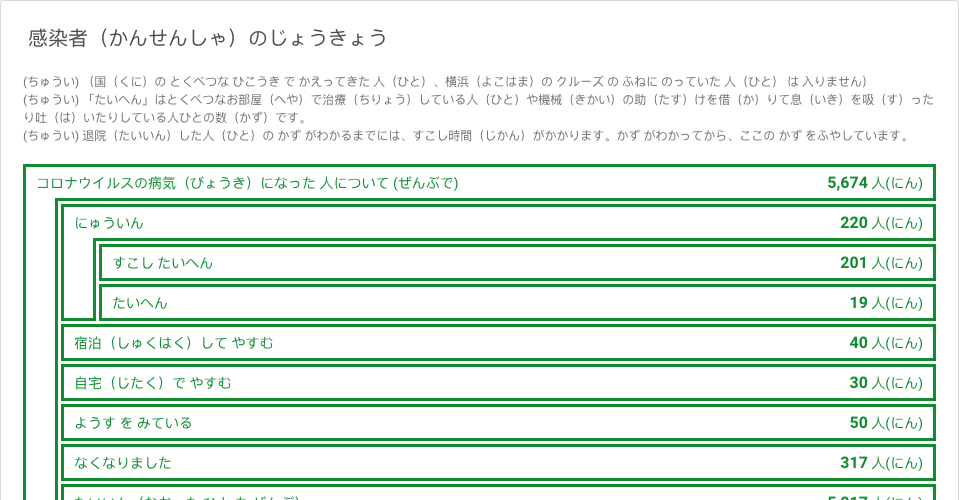 感染者（かんせんしゃ）のじょうきょう
(ちゅうい) （国（くに）の とくべつな ひこうき で かえってきた 人（ひと）、横浜（よこはま）の クルーズ の ふねに のっていた 人（ひと） は 入りません）
(ちゅうい) 「たいへん」はとくべつなお部屋（へや）で治療（ちりょう）している人（ひと）や機械（きかい）の助（たす）けを借（か）りて息（いき）を吸（す）った
り吐（は）いたりしている人ひとの数（かず）です。
(ちゅうい) 退院（たいいん）した人（ひと）の かず がわかるまでには、すこし時間（じかん）がかかります。かず がわかってから、ここの かず をふやしています。
コロナウイルスの病気（びょうき）になった 人について (ぜんぶで) 5,674 人(にん)
にゅういん 220 人(にん)
すこし たいへん 201 人(にん)
たいへん 19 人(にん)
宿泊（しゅくはく）して やすむ 40 人(にん)
自宅（じたく）で やすむ 30 人(にん)
ようす を みている 50 人(にん)
なくなりました 317 人(にん)